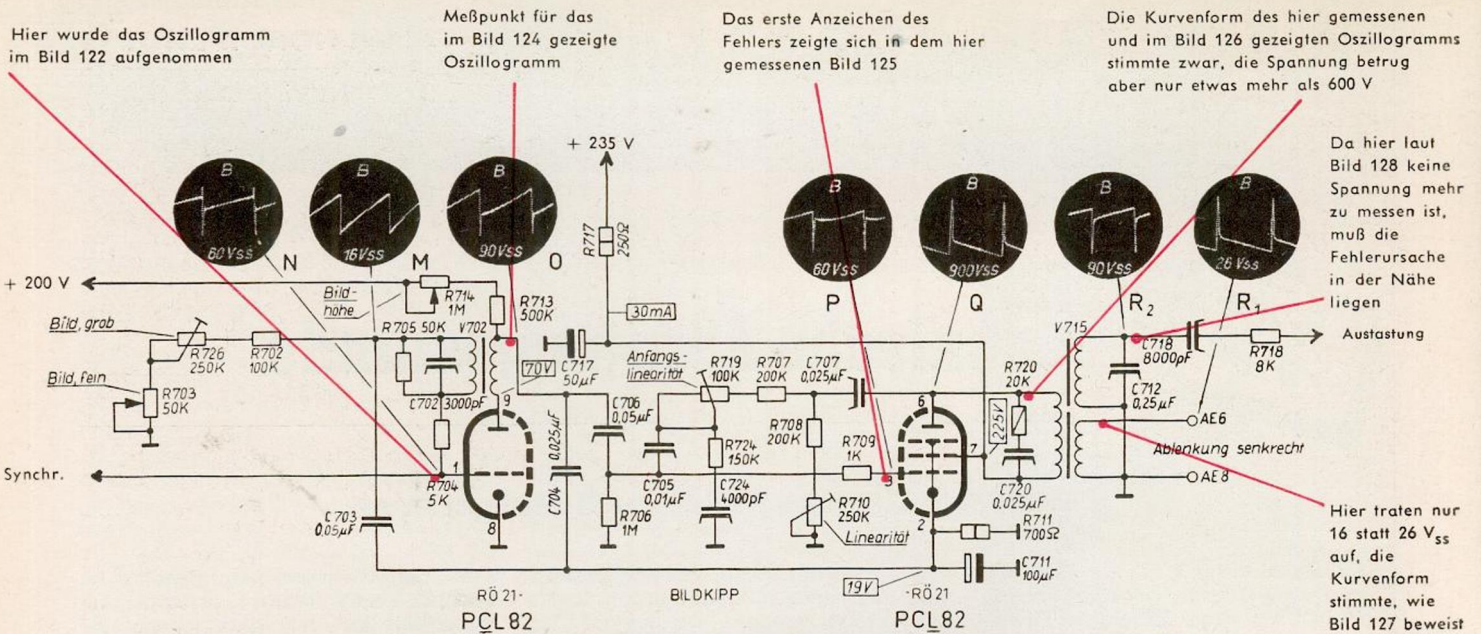 Hier wurde das Oszillogramm
im Bild 122 aufgenommen
Meßpunkt für das
im Bild 124 gezeigte
Oszillogramm
Das erste Anzeichen des
Fehlers zeigte sich in dem hier
gemessenen Bild 125
Die Kurvenform des hier gemessenen
und im Bild 126 gezeigten Oszillogramms
stimmte zwar, die Spannung betrug
aber nur etwas mehr als 600 V
Da hier laut
Bild 128 keine
Spannung mehr
zu messen ist,
muß die
Fehlerursache
in der Nähe
liegen
B
60Vss
N
B
16Vss
M
B
90Vss
O
+ 235 V
R717
250Ω
30mA
B
60Vss
P
B
900Vss
Q
B
90Vss
R2
B
26Vss
R1
+ 200 V
Bild-
höhe
R714
1M
R713
500K
Bild, grob
R726
250K
R702
100K
R705 50K
V702
70V
C717
50µF
Bild, fein
R703
50K
C702
3000pF
9
Anfangs-
linearität
R719
100K
R707
200K
C707
0,025µF
R708
200K
6
7
225V
R720
20K
V715
C718
8000pF
R718
8K
Austastung
C712
0,25µF
AE6
Ablenkung senkrecht
AE8
Synchr.
1
R704
5K
8
C703
0,05µF
0,025µF
C704
C706
0,05µF
R706
1M
C705
0,01µF
R724
150K
C724
4000pF
R709
1K
3
R710
250K
Linearität
2
C720
0,025µF
R711
700Ω
C711
100µF
19V
-RÖ 21-
PCL82
BILDKIPP
-RÖ 21
PCL82
Hier traten nur
16 statt 26 Vss
auf, die
Kurvenform
stimmte, wie
Bild 127 beweist